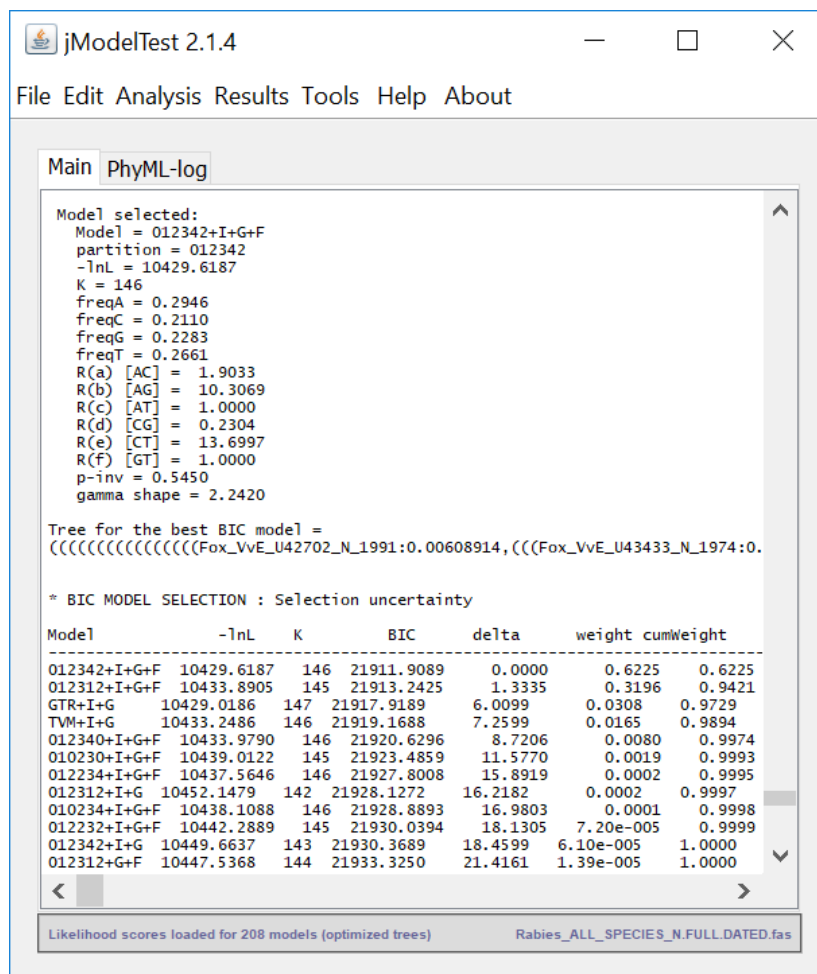 jModelTest 2.1.4
File Edit Analysis Results Tools Help About
Main PhyML-log
Model selected:
Model = 012342+I+G+F
partition = 012342
-lnL = 10429.6187
K = 146
freqA = 0.2946
freqC = 0.2110
freqG = 0.2283
freqT = 0.2661
R(a) [AC] = 1.9033
R(b) [AG] = 10.3069
R(c) [AT] = 1.0000
R(d) [CG] = 0.2304
R(e) [CT] = 13.6997
R(f) [GT] = 1.0000
p-inv = 0.5450
gamma shape = 2.2420
Tree for the best BIC model =
((((((((((((((((Fox_VvE_U42702_N_1991:0.00608914,(((Fox_VvE_U43433_N_1974:0.
* BIC MODEL SELECTION : Selection uncertainty
Model -lnL K BIC delta weight cumWeight
------------------------------------------------------------------------
012342+I+G+F 10429.6187 146 21911.9089 0.0000 0.6225 0.6225
012312+I+G+F 10433.8905 145 21913.2425 1.3335 0.3196 0.9421
GTR+I+G 10429.0186 147 21917.9189 6.0099 0.0308 0.9729
TVM+I+G 10433.2486 146 21919.1688 7.2599 0.0165 0.9894
012340+I+G+F 10433.9790 146 21920.6296 8.7206 0.0080 0.9974
010230+I+G+F 10439.0122 145 21923.4859 11.5770 0.0019 0.9993
012234+I+G+F 10437.5646 146 21927.8008 15.8919 0.0002 0.9995
012312+I+G 10452.1479 142 21928.1272 16.2182 0.0002 0.9997
010234+I+G+F 10438.1088 146 21928.8893 16.9803 0.0001 0.9998
012232+I+G+F 10442.2889 145 21930.0394 18.1305 7.20e-005 0.9999
012342+I+G 10449.6637 143 21930.3689 18.4599 6.10e-005 1.0000
012312+G+F 10447.5368 144 21933.3250 21.4161 1.39e-005 1.0000
Likelihood scores loaded for 208 models (optimized trees) Rabies_ALL_SPECIES_N.FULL.DATED.fas